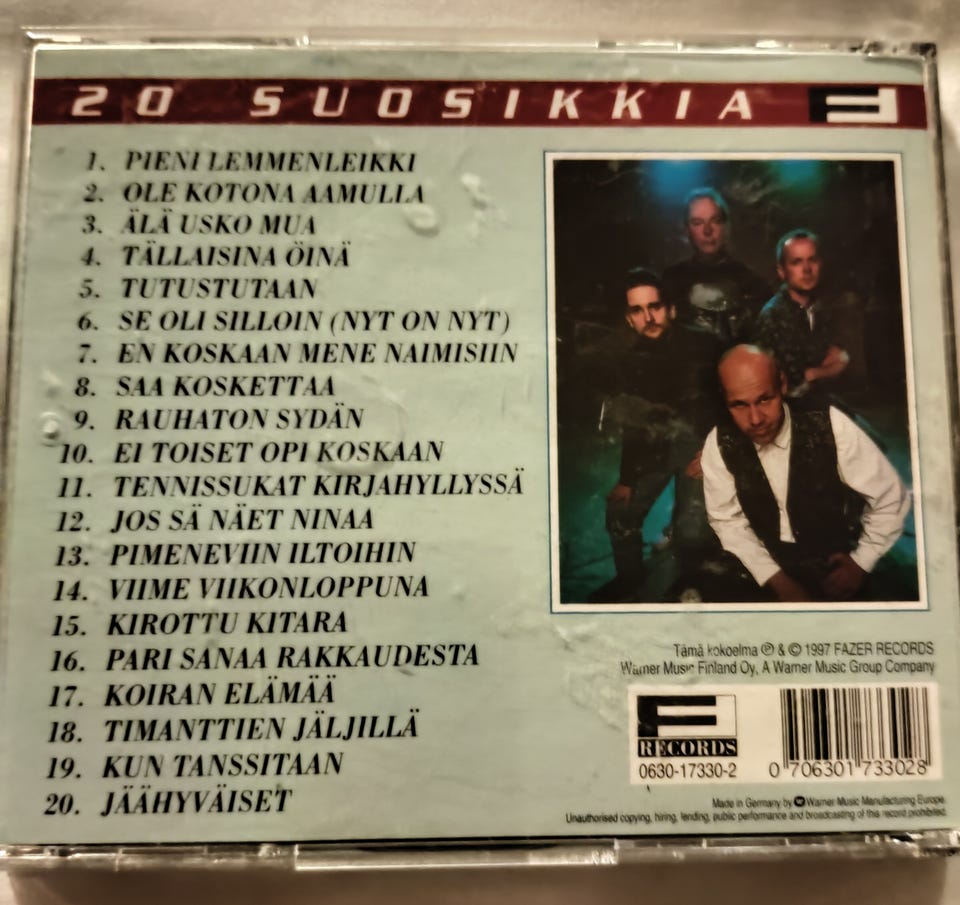 20 SUOSIKKIA F
1. PIENI LEMMENLEIKKI
2. OLE KOTONA AAMULLA
3. ÄLÄ USKO MUA
4. TÄLLAISINA ÖINÄ
5. TUTUSTUTAAN
6. SE OLI SILLOIN (NYT ON NYT)
7. EN KOSKAAN MENE NAIMISIIN
8. SAA KOSKETTAA
9. RAUHATON SYDÄN
10. EI TOISET OPI KOSKAAN
11. TENNISSUKAT KIRJAHYLLYSSÄ
12. JOS SÄ NÄET NINAA
13. PIMENEVIIN ILTOIHIN
14. VIIME VIIKONLOPPUNA
15. KIROTTU KITARA
16. PARI SANAA RAKKAUDESTA
17. KOIRAN ELÄMÄÄ
18. TIMANTTIEN JÄLJILLÄ
19. KUN TANSSITAAN
20. JÄÄHYVÄISET
Tämä kokoelma ℗ & © 1997 FAZER RECORDS
Warner Music Finland Oy, A Warner Music Group Company
F
RECORDS
0630-17330-2
0 706301 733028
Made in Germany by Warner Music Manufacturing Europe.
Unauthorised copying, hiring, lending, public performance and broadcasting of this record prohibited.